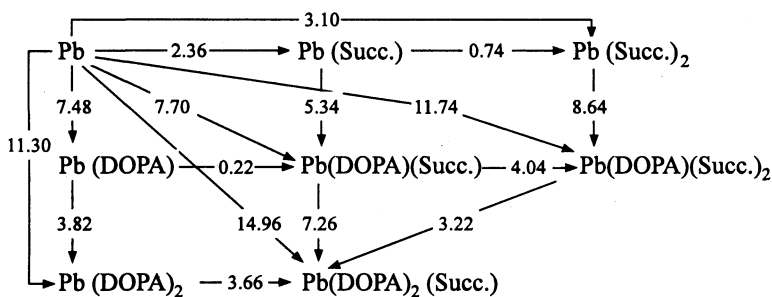 3.10
Pb 2.36 Pb (Succ.) 0.74 Pb (Succ.)₂
7.48 7.70 5.34 11.74 8.64
11.30
Pb (DOPA) 0.22 Pb(DOPA)(Succ.) 4.04 Pb(DOPA)(Succ.)₂
3.82 14.96 7.26 3.22
Pb (DOPA)₂ 3.66 Pb(DOPA)₂ (Succ.)